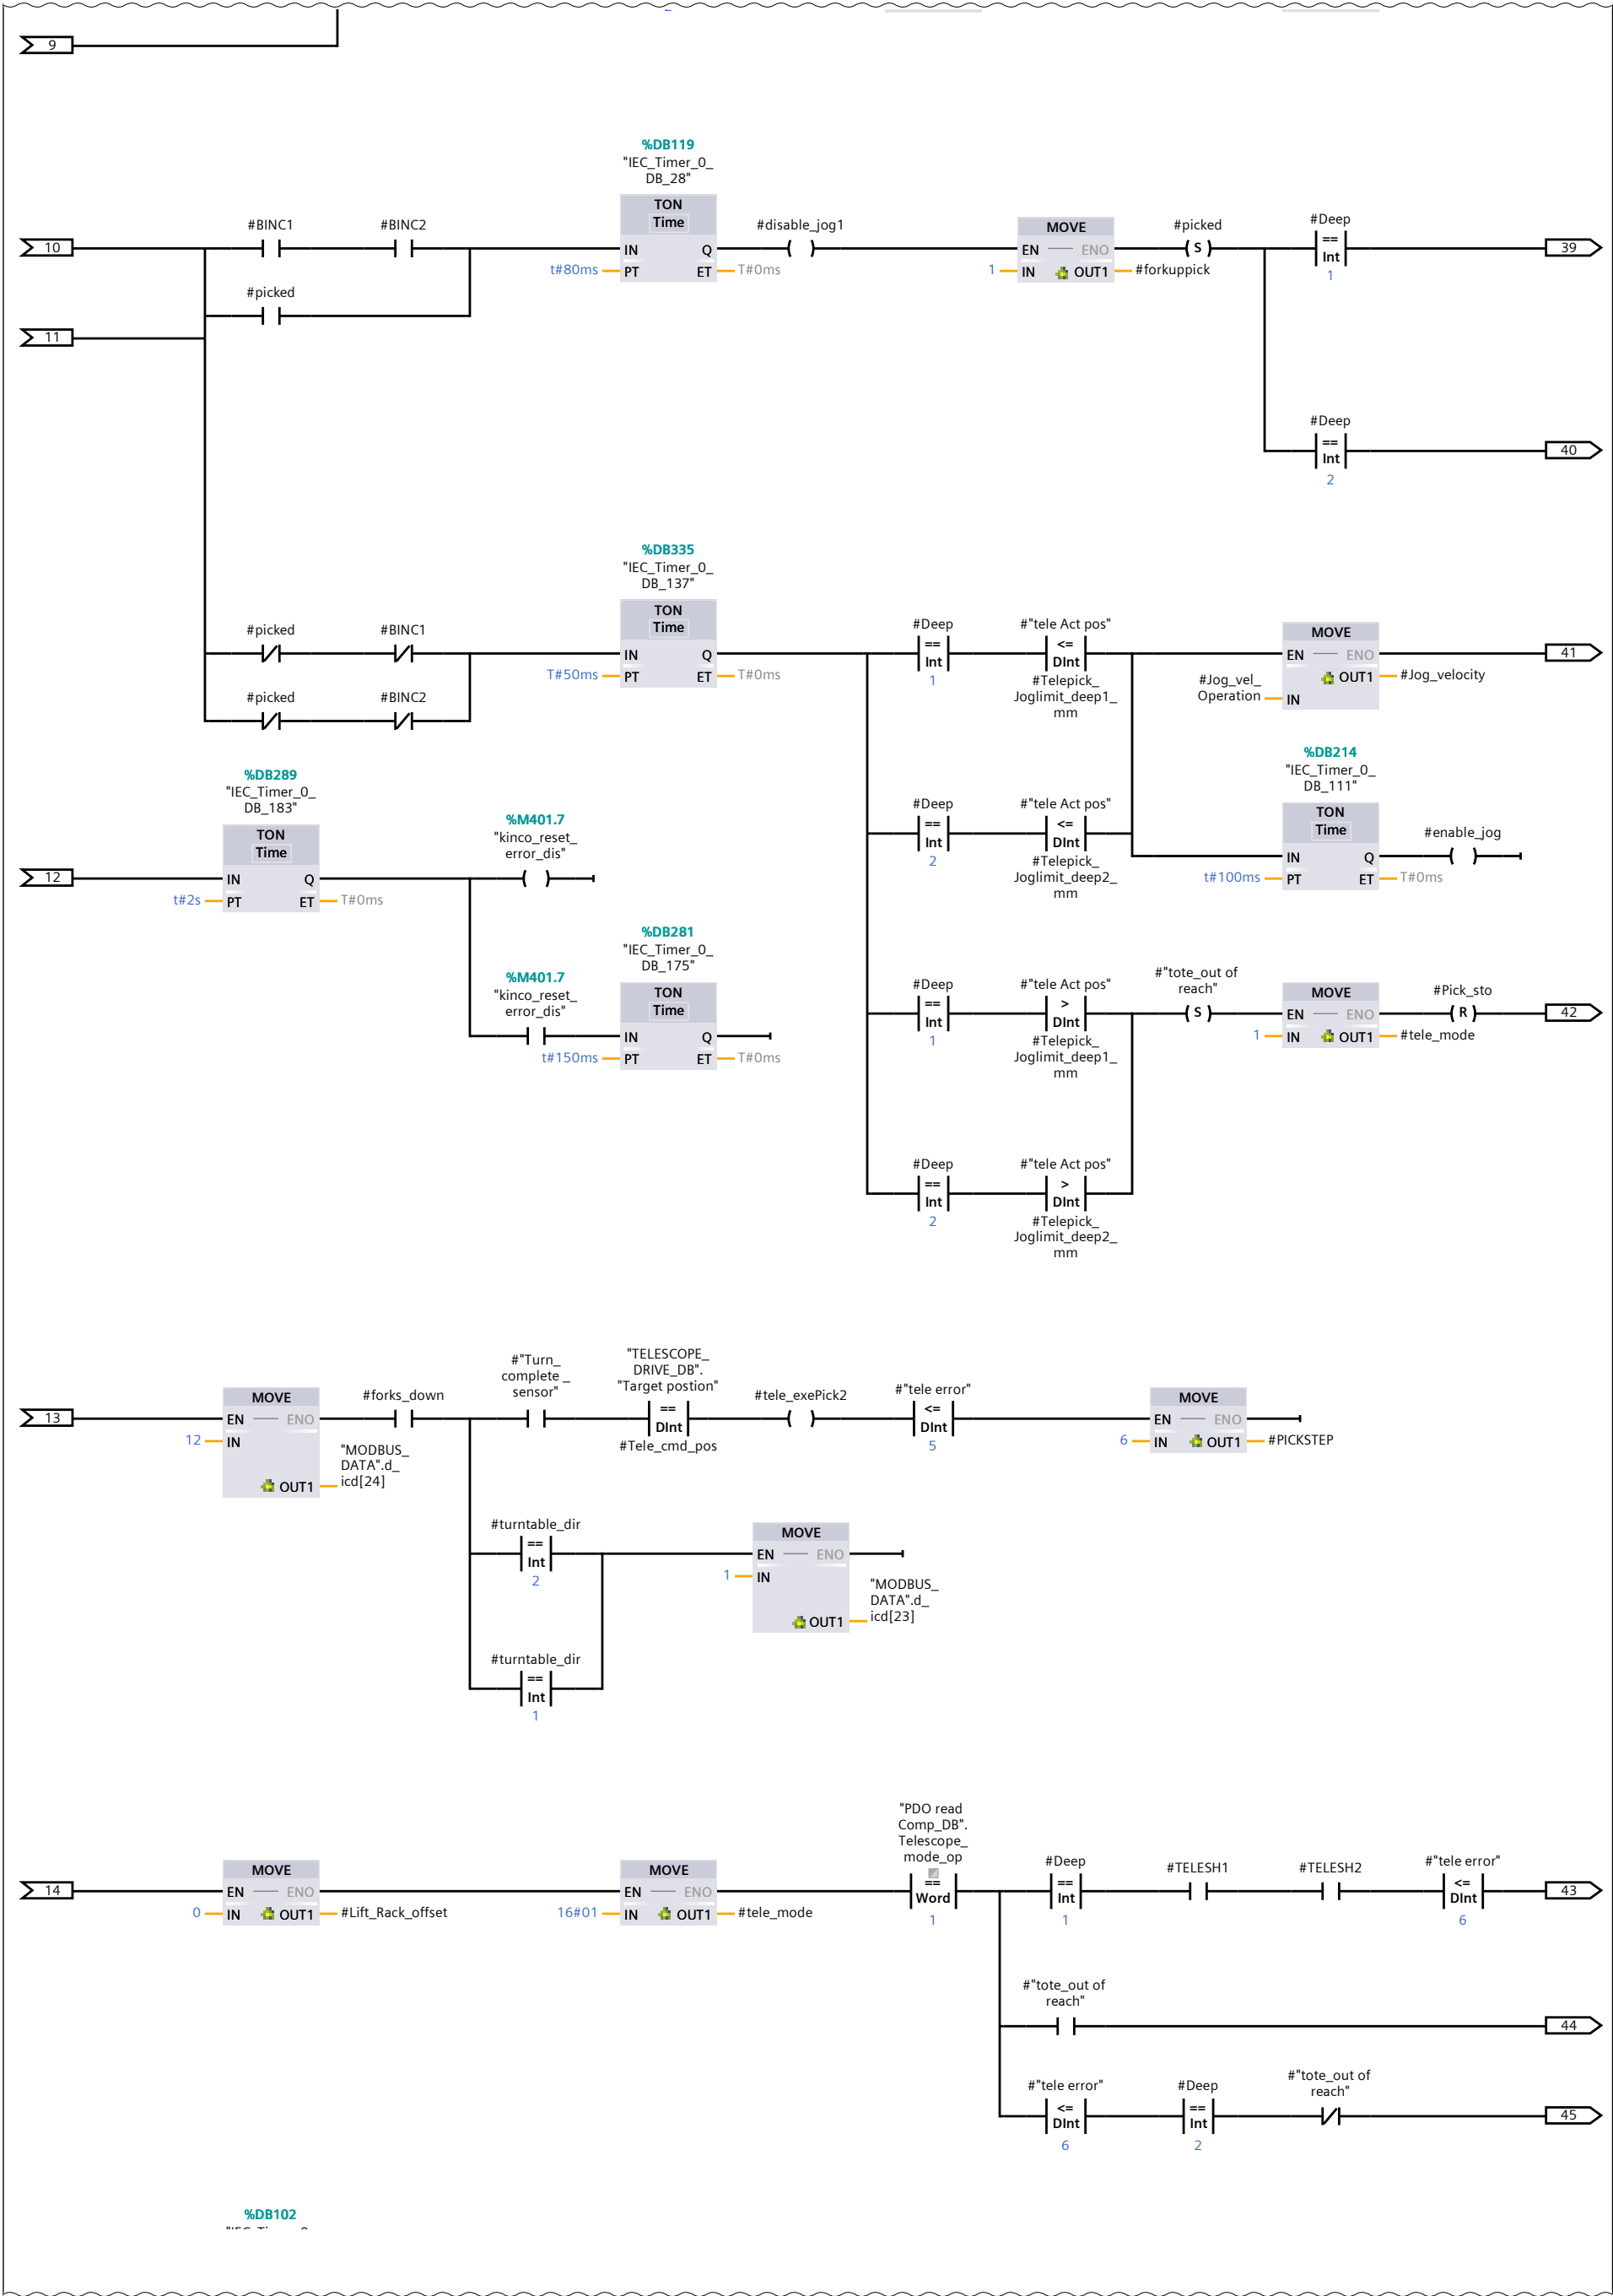 9
%DB119
"IEC_Timer_0_
DB_28"
TON
Time
#BINC1
#BINC2
#disable_jog1
MOVE
#picked
#Deep
10
IN
Q
( )
EN
ENO
( S )
==
Int
39
t#80ms
PT
ET
T#0ms
1
IN
OUT1
#forkuppick
1
#picked
11
#Deep
==
Int
40
2
%DB335
"IEC_Timer_0_
DB_137"
TON
Time
#picked
#BINC1
#Deep
#"tele Act pos"
MOVE
IN
Q
==
Int
<=
DInt
EN
ENO
41
T#50ms
PT
ET
T#0ms
1
#Telepick_
Joglimit_deep1_
mm
#Jog_vel_
Operation
IN
OUT1
#Jog_velocity
#picked
#BINC2
%DB289
"IEC_Timer_0_
DB_183"
TON
Time
%DB214
"IEC_Timer_0_
DB_111"
TON
Time
%M401.7
"kinco_reset_
error_dis"
#Deep
==
Int
2
#"tele Act pos"
<=
DInt
#Telepick_
Joglimit_deep2_
mm
#enable_jog
IN
Q
( )
t#100ms
PT
ET
T#0ms
12
IN
Q
( )
t#2s
PT
ET
T#0ms
%DB281
"IEC_Timer_0_
DB_175"
TON
Time
%M401.7
"kinco_reset_
error_dis"
IN
Q
t#150ms
PT
ET
T#0ms
#Deep
==
Int
1
#"tele Act pos"
>
DInt
#Telepick_
Joglimit_deep1_
mm
#"tote_out of
reach"
( S )
MOVE
EN
ENO
1
IN
OUT1
#tele_mode
#Pick_sto
( R )
42
#Deep
==
Int
2
#"tele Act pos"
>
DInt
#Telepick_
Joglimit_deep2_
mm
13
MOVE
EN
ENO
12
IN
OUT1
"MODBUS_
DATA".d_
icd[24]
#forks_down
#"Turn_
complete _
sensor"
"TELESCOPE_
DRIVE_DB".
"Target postion"
==
DInt
#Tele_cmd_pos
#tele_exePick2
( )
#"tele error"
<=
DInt
5
MOVE
EN
ENO
6
IN
OUT1
#PICKSTEP
#turntable_dir
==
Int
2
MOVE
EN
ENO
1
IN
OUT1
"MODBUS_
DATA".d_
icd[23]
#turntable_dir
==
Int
1
14
MOVE
EN
ENO
0
IN
OUT1
#Lift_Rack_offset
MOVE
EN
ENO
16#01
IN
OUT1
#tele_mode
"PDO read
Comp_DB".
Telescope_
mode_op
==
Word
1
#Deep
==
Int
1
#TELESH1
#TELESH2
#"tele error"
<=
DInt
6
43
#"tote_out of
reach"
44
#"tele error"
<=
DInt
6
#Deep
==
Int
2
#"tote_out of
reach"
45
%DB102